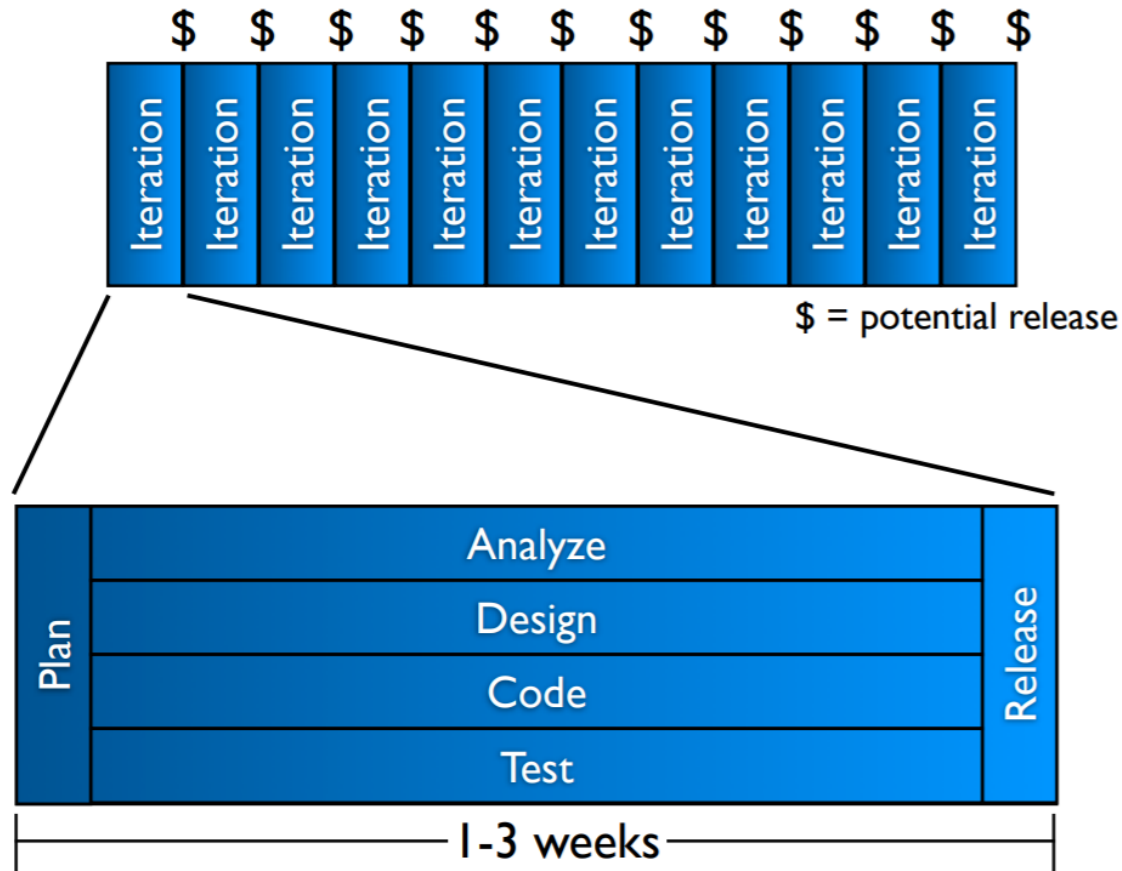 $ $ $ $ $ $ $ $ $ $ $ $
Iteration Iteration Iteration Iteration Iteration Iteration Iteration Iteration Iteration Iteration Iteration Iteration
$ = potential release
Plan
Analyze
Design
Code
Test
Release
1-3 weeks